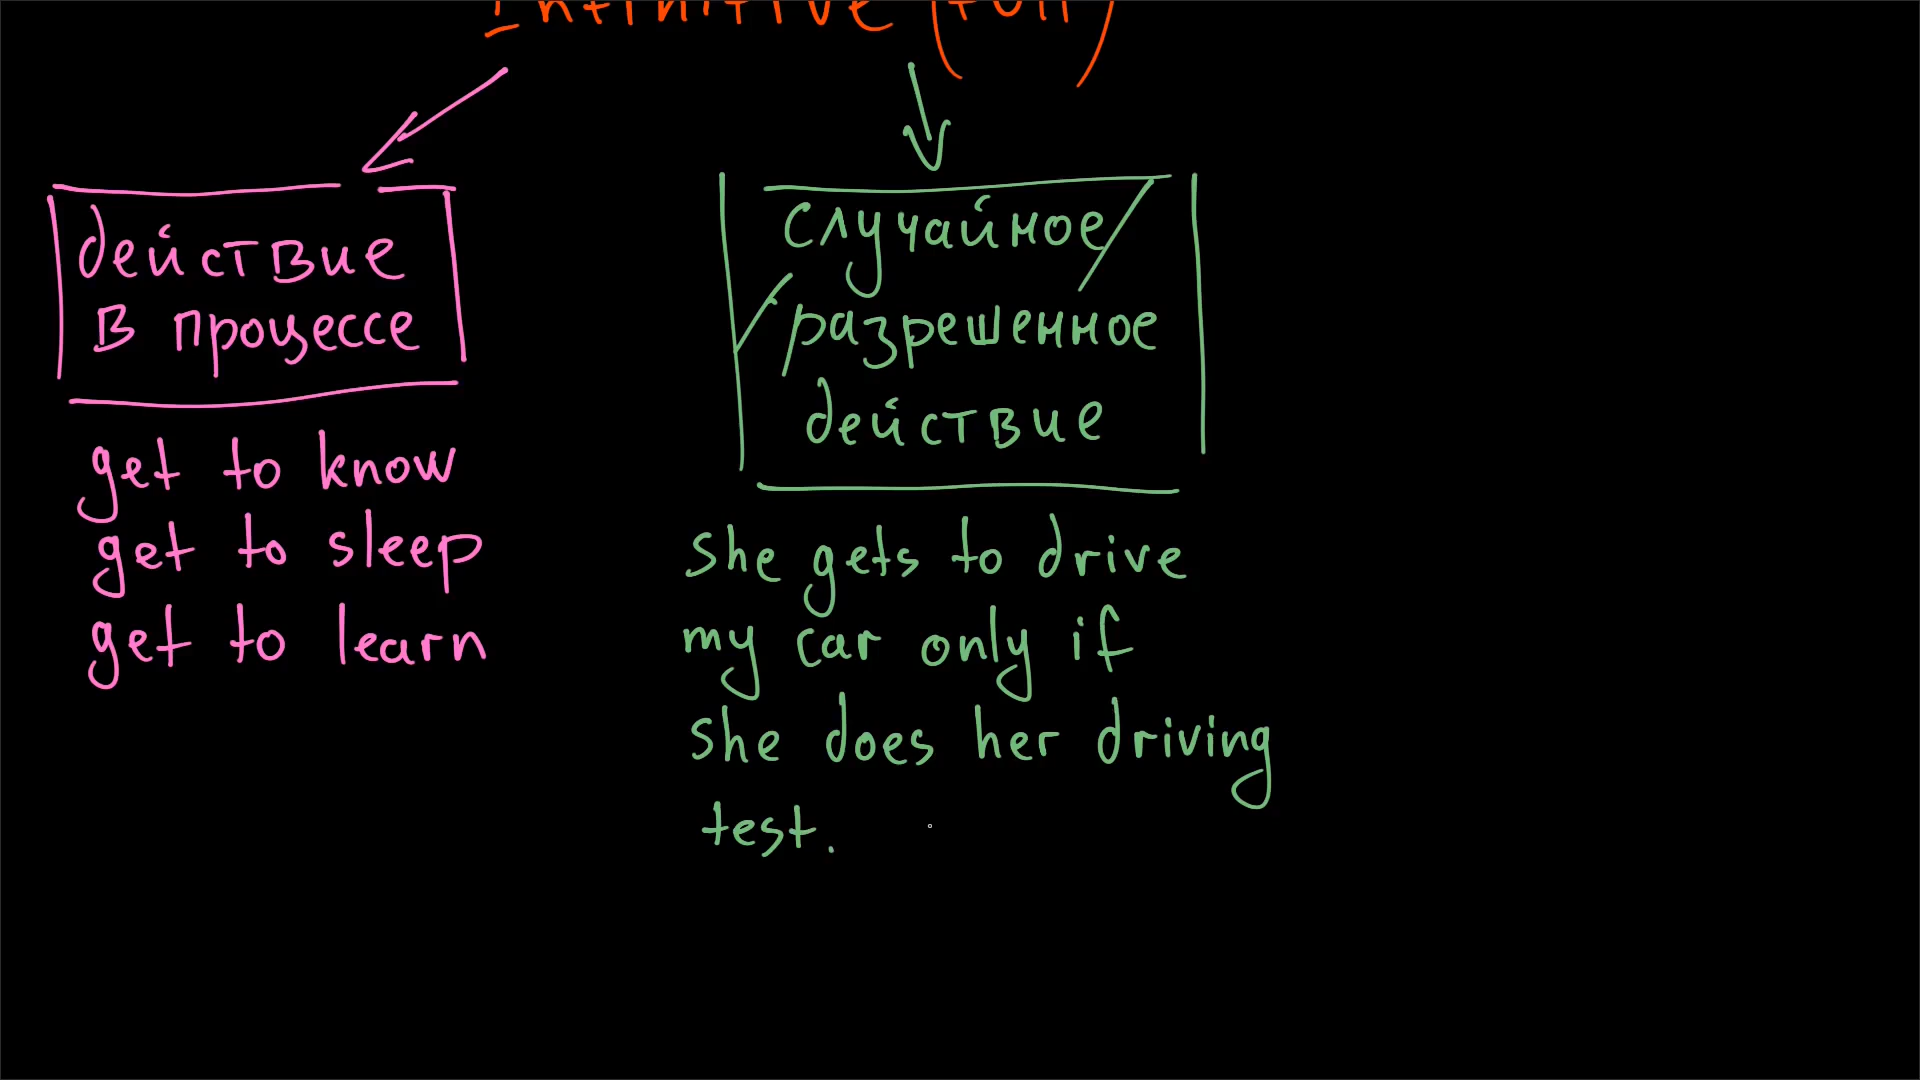 Infinitive (full)
действие
в процессе
get to know
get to sleep
get to learn
случайное
разрешенное
действие
She gets to drive
my car only if
she does her driving
test.